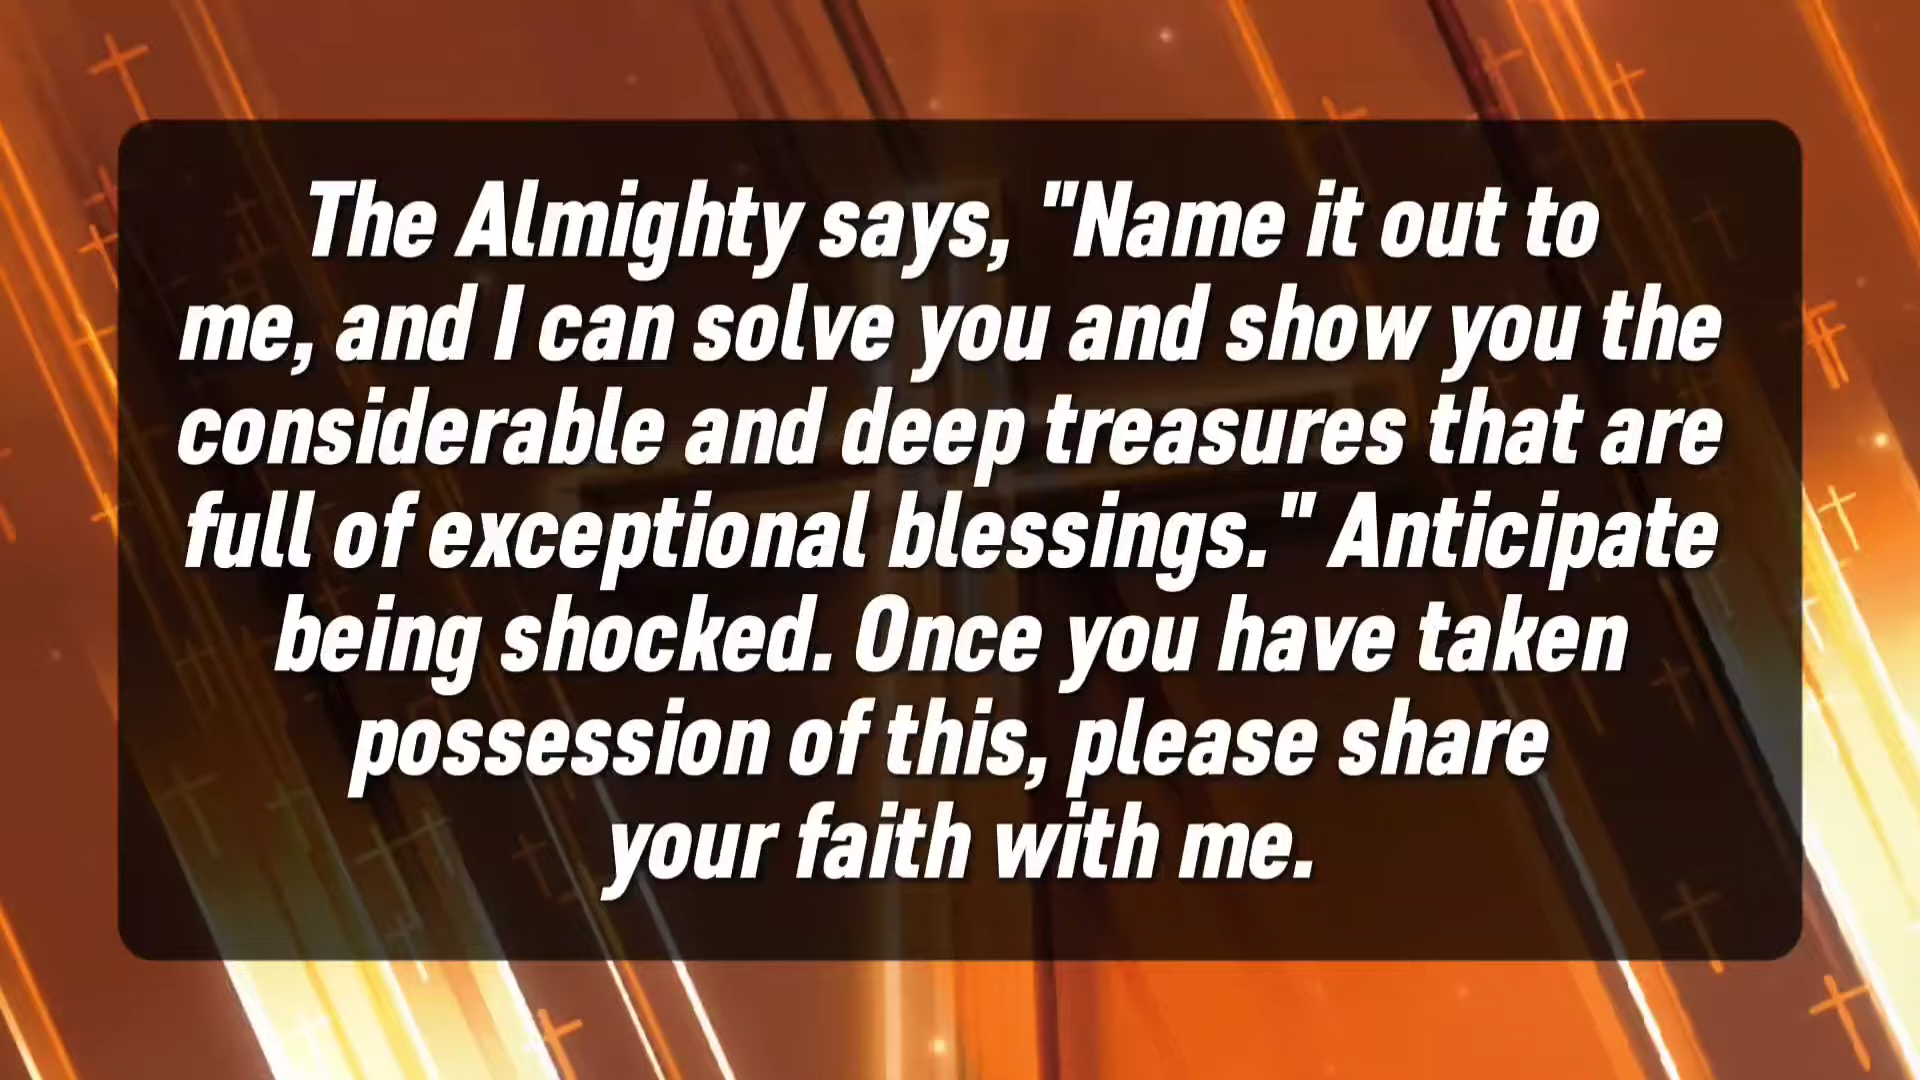 The Almighty says, "Name it out to
me, and I can solve you and show you the
considerable and deep treasures that are
full of exceptional blessings." Anticipate
being shocked. Once you have taken
possession of this, please share
your faith with me.